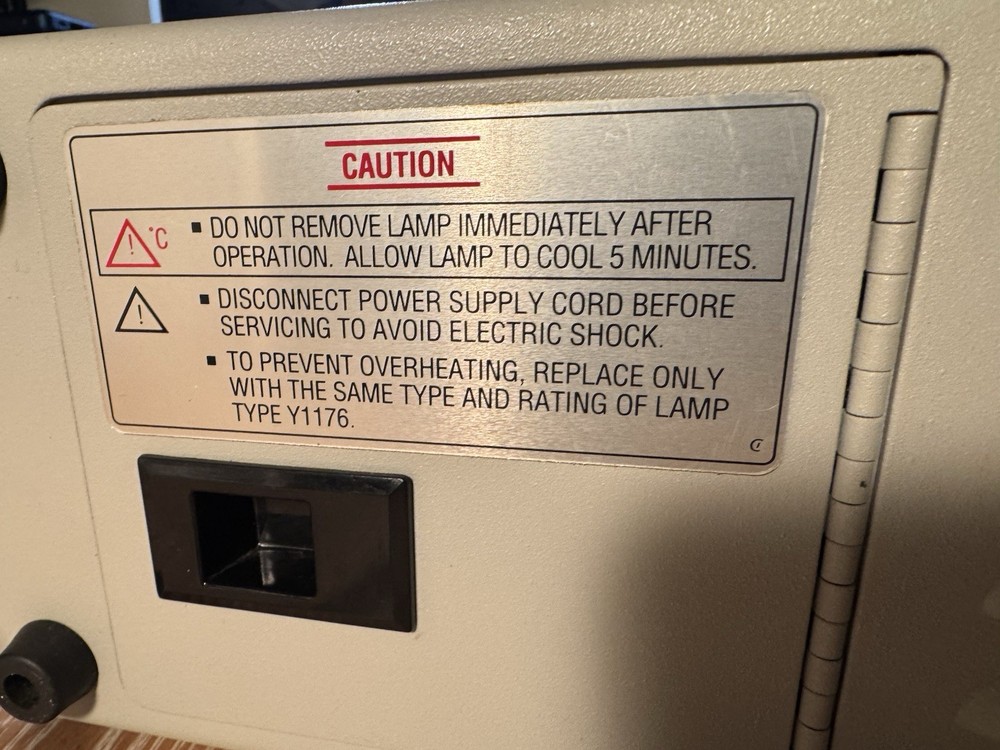 CAUTION
°C
▪ DO NOT REMOVE LAMP IMMEDIATELY AFTER
OPERATION. ALLOW LAMP TO COOL 5 MINUTES.
▪ DISCONNECT POWER SUPPLY CORD BEFORE
SERVICING TO AVOID ELECTRIC SHOCK.
▪ TO PREVENT OVERHEATING, REPLACE ONLY
WITH THE SAME TYPE AND RATING OF LAMP
TYPE Y1176.